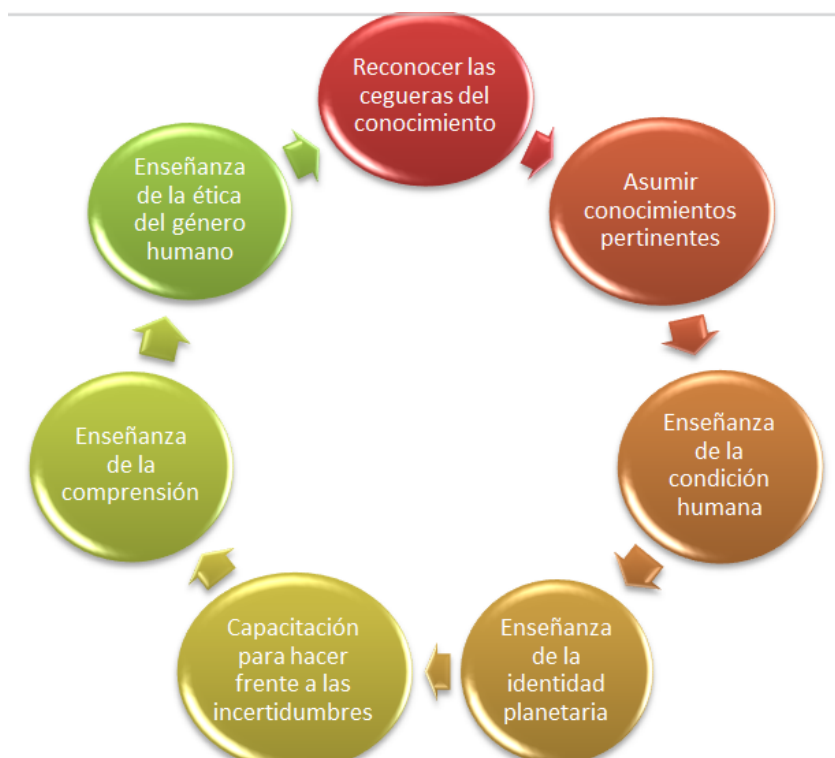 Reconocer las
cegueras del
conocimiento
Asumir
conocimientos
pertinentes
Enseñanza
de la
condición
humana
Enseñanza
de la
identidad
planetaria
Capacitación
para hacer
frente a las
incertidumbres
Enseñanza
de la
comprensión
Enseñanza
de la ética
del género
humano